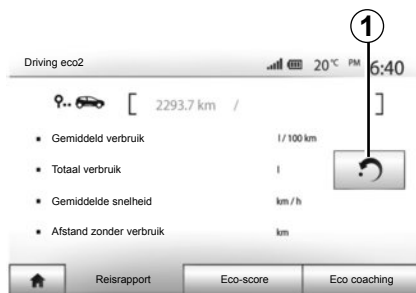 1
Driving eco2 20°C PM 6:40
[ 2293.7 km / ]
▪ Gemiddeld verbruik l / 100 km
▪ Totaal verbruik l
▪ Gemiddelde snelheid km / h
▪ Afstand zonder verbruik km
Reisrapport Eco-score Eco coaching